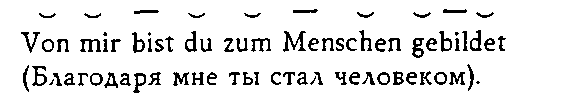 ‿ ‿ — ‿ ‿ — ‿ ‿ ‿
Von mir bist du zum Menschen gebildet
(Благодаря мне ты стал человеком).